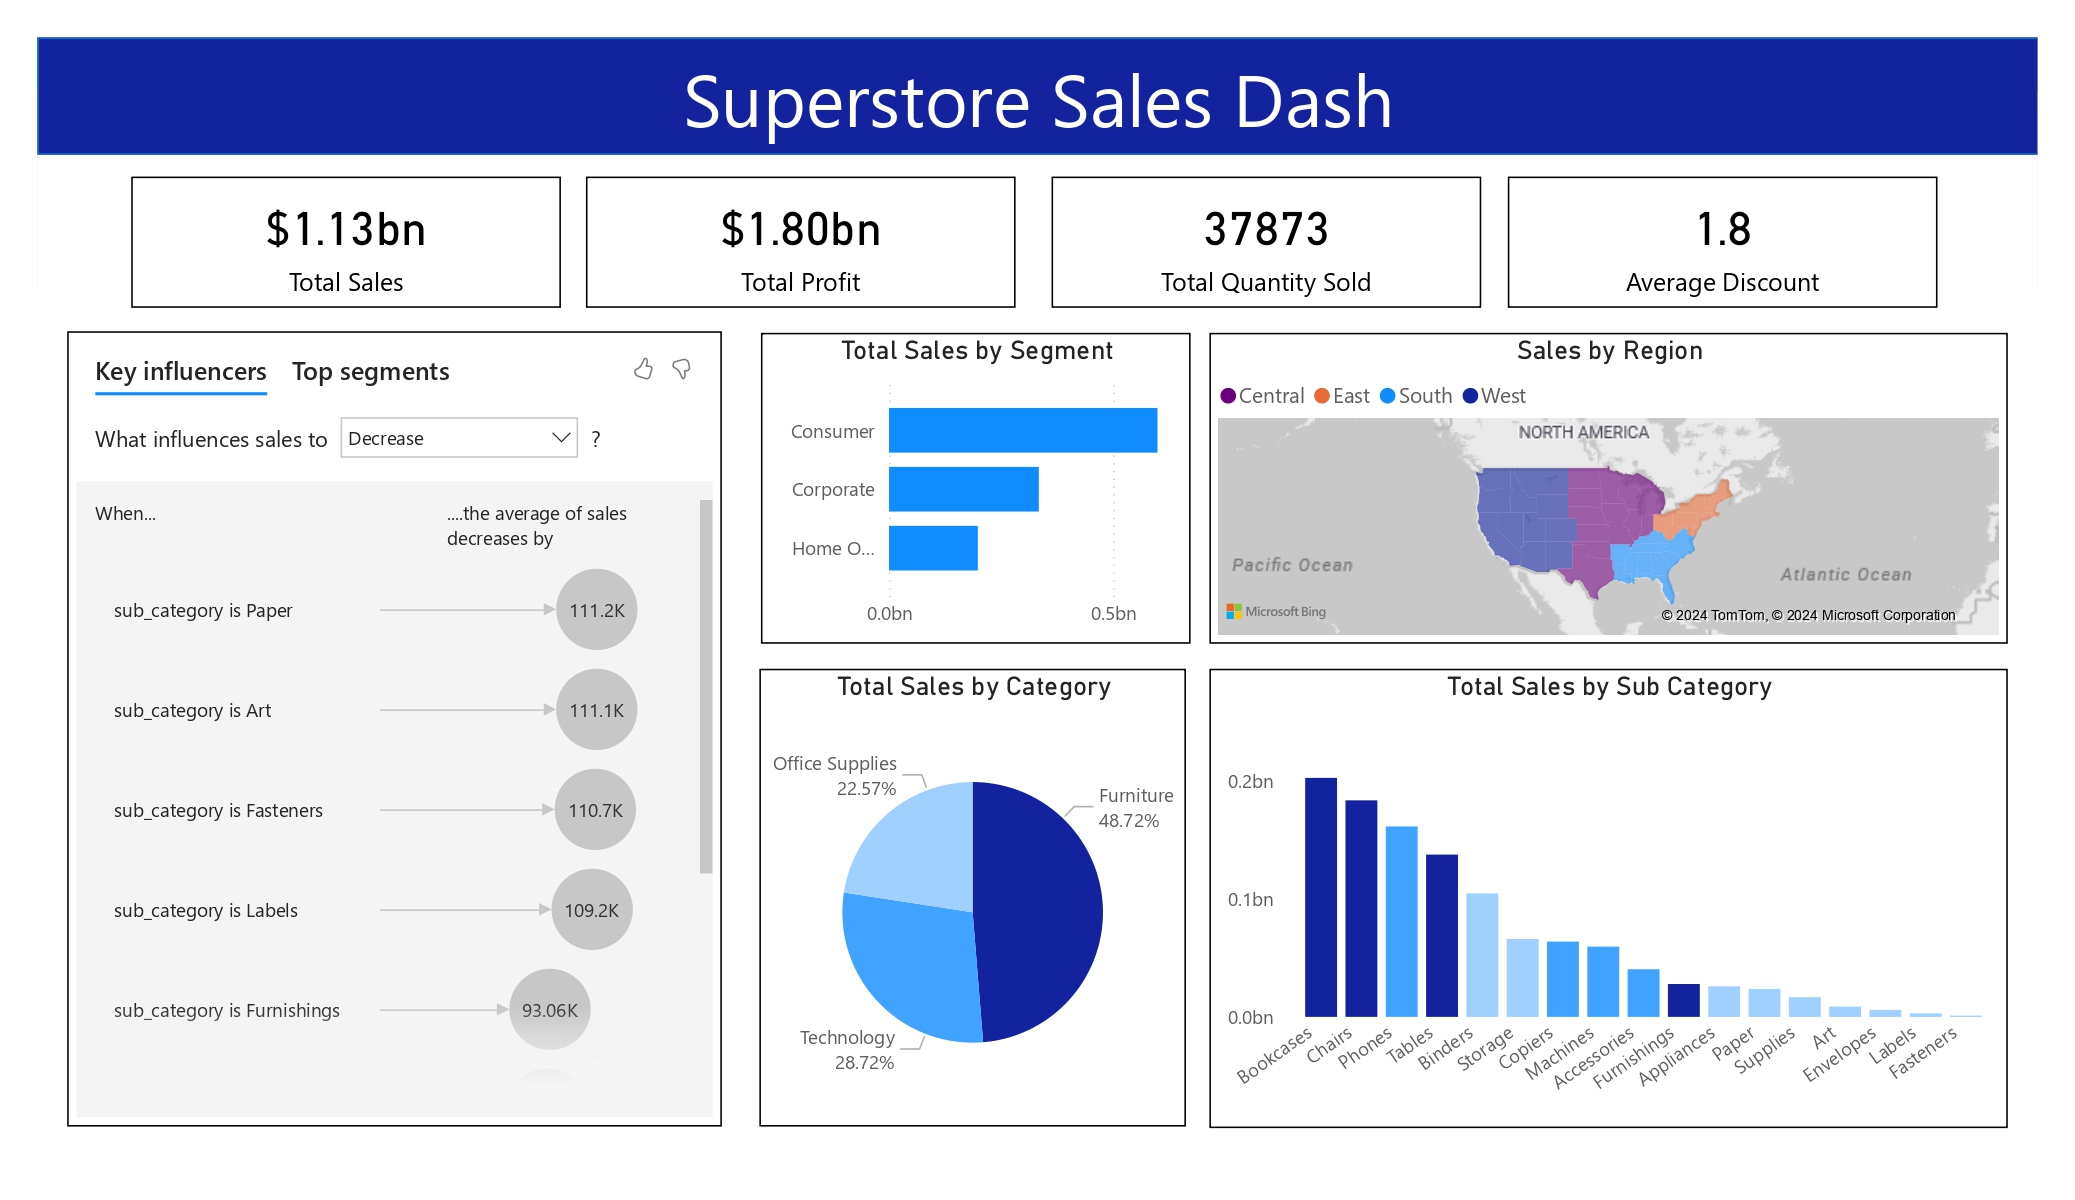 Superstore Sales Dash
$1.13bn
Total Sales
$1.80bn
Total Profit
37873
Total Quantity Sold
1.8
Average Discount
Key influencers
Top segments
What influences sales to
Decrease
?
When...
....the average of sales
decreases by
sub_category is Paper
111.2K
sub_category is Art
111.1K
sub_category is Fasteners
110.7K
sub_category is Labels
109.2K
sub_category is Furnishings
93.06K
Total Sales by Segment
Consumer
Corporate
Home O...
0.0bn
0.5bn
Sales by Region
Central
East
South
West
NORTH AMERICA
Pacific Ocean
Atlantic Ocean
Microsoft Bing
© 2024 TomTom, © 2024 Microsoft Corporation
Total Sales by Category
Office Supplies
22.57%
Furniture
48.72%
Technology
28.72%
Total Sales by Sub Category
0.2bn
0.1bn
0.0bn
Bookcases
Chairs
Phones
Tables
Binders
Storage
Copiers
Machines
Accessories
Furnishings
Appliances
Paper
Supplies
Art
Envelopes
Labels
Fasteners